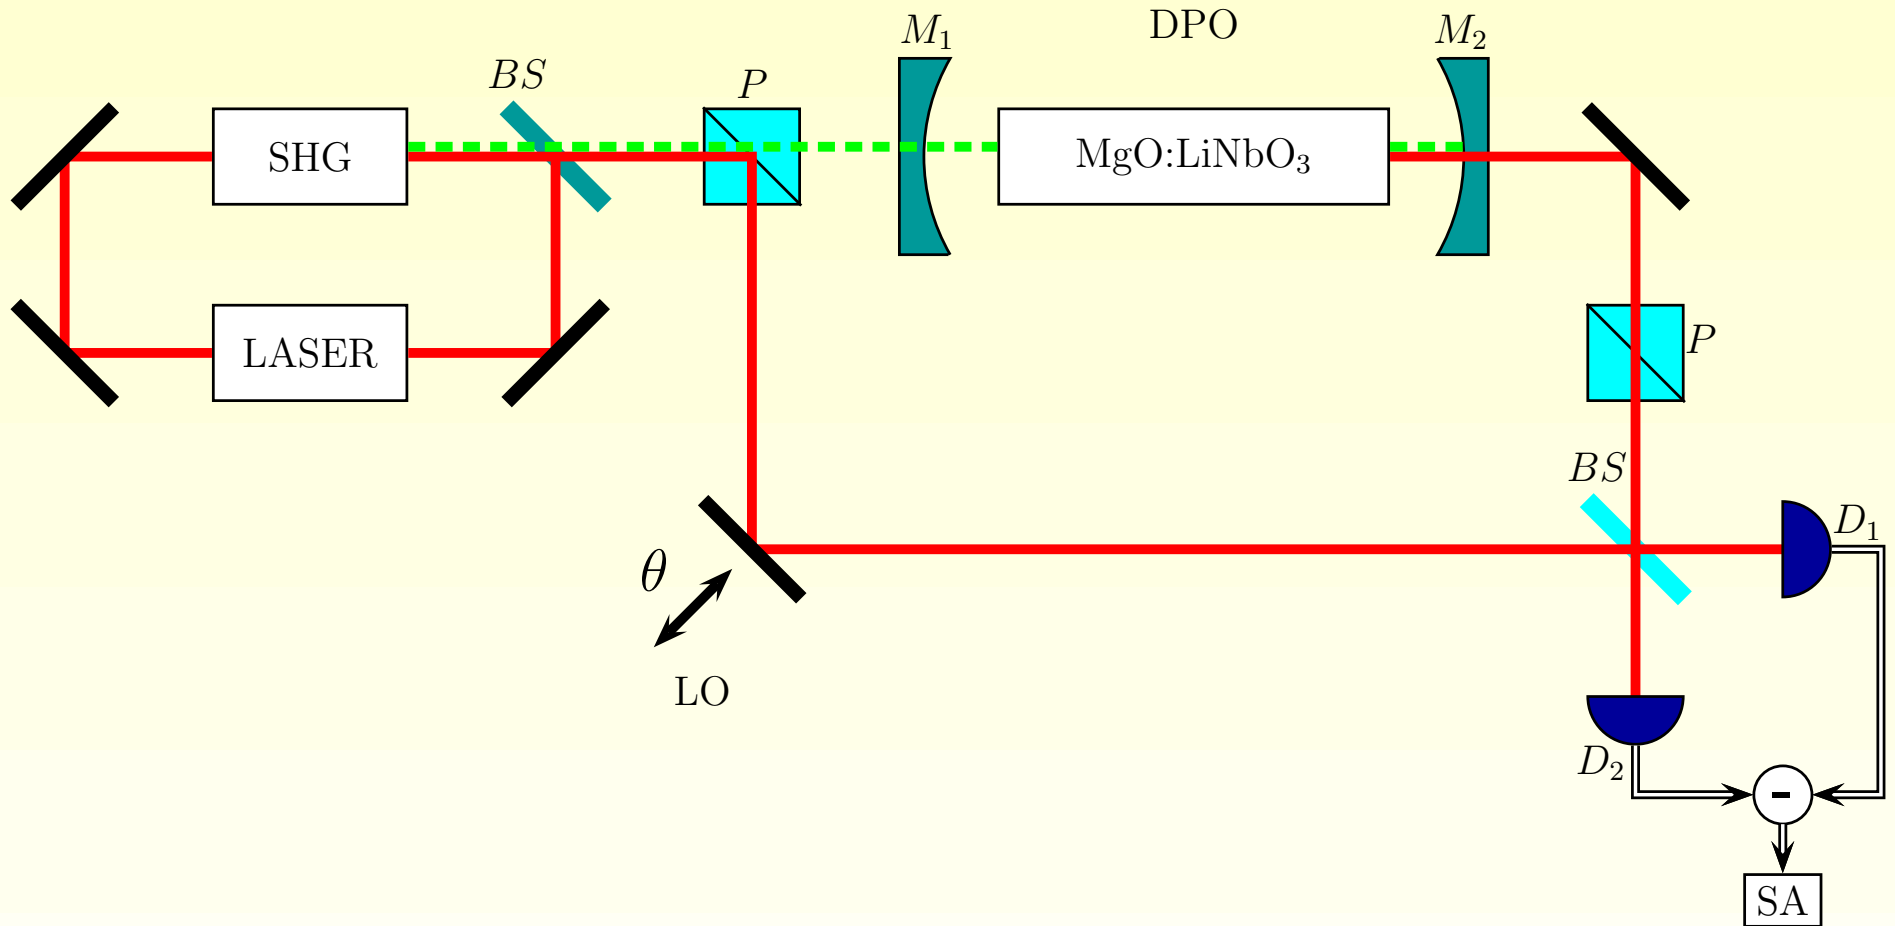 DPO
M₁
M₂
BS
P
SHG
MgO:LiNbO₃
LASER
P
BS
D₁
θ
LO
D₂
-
SA